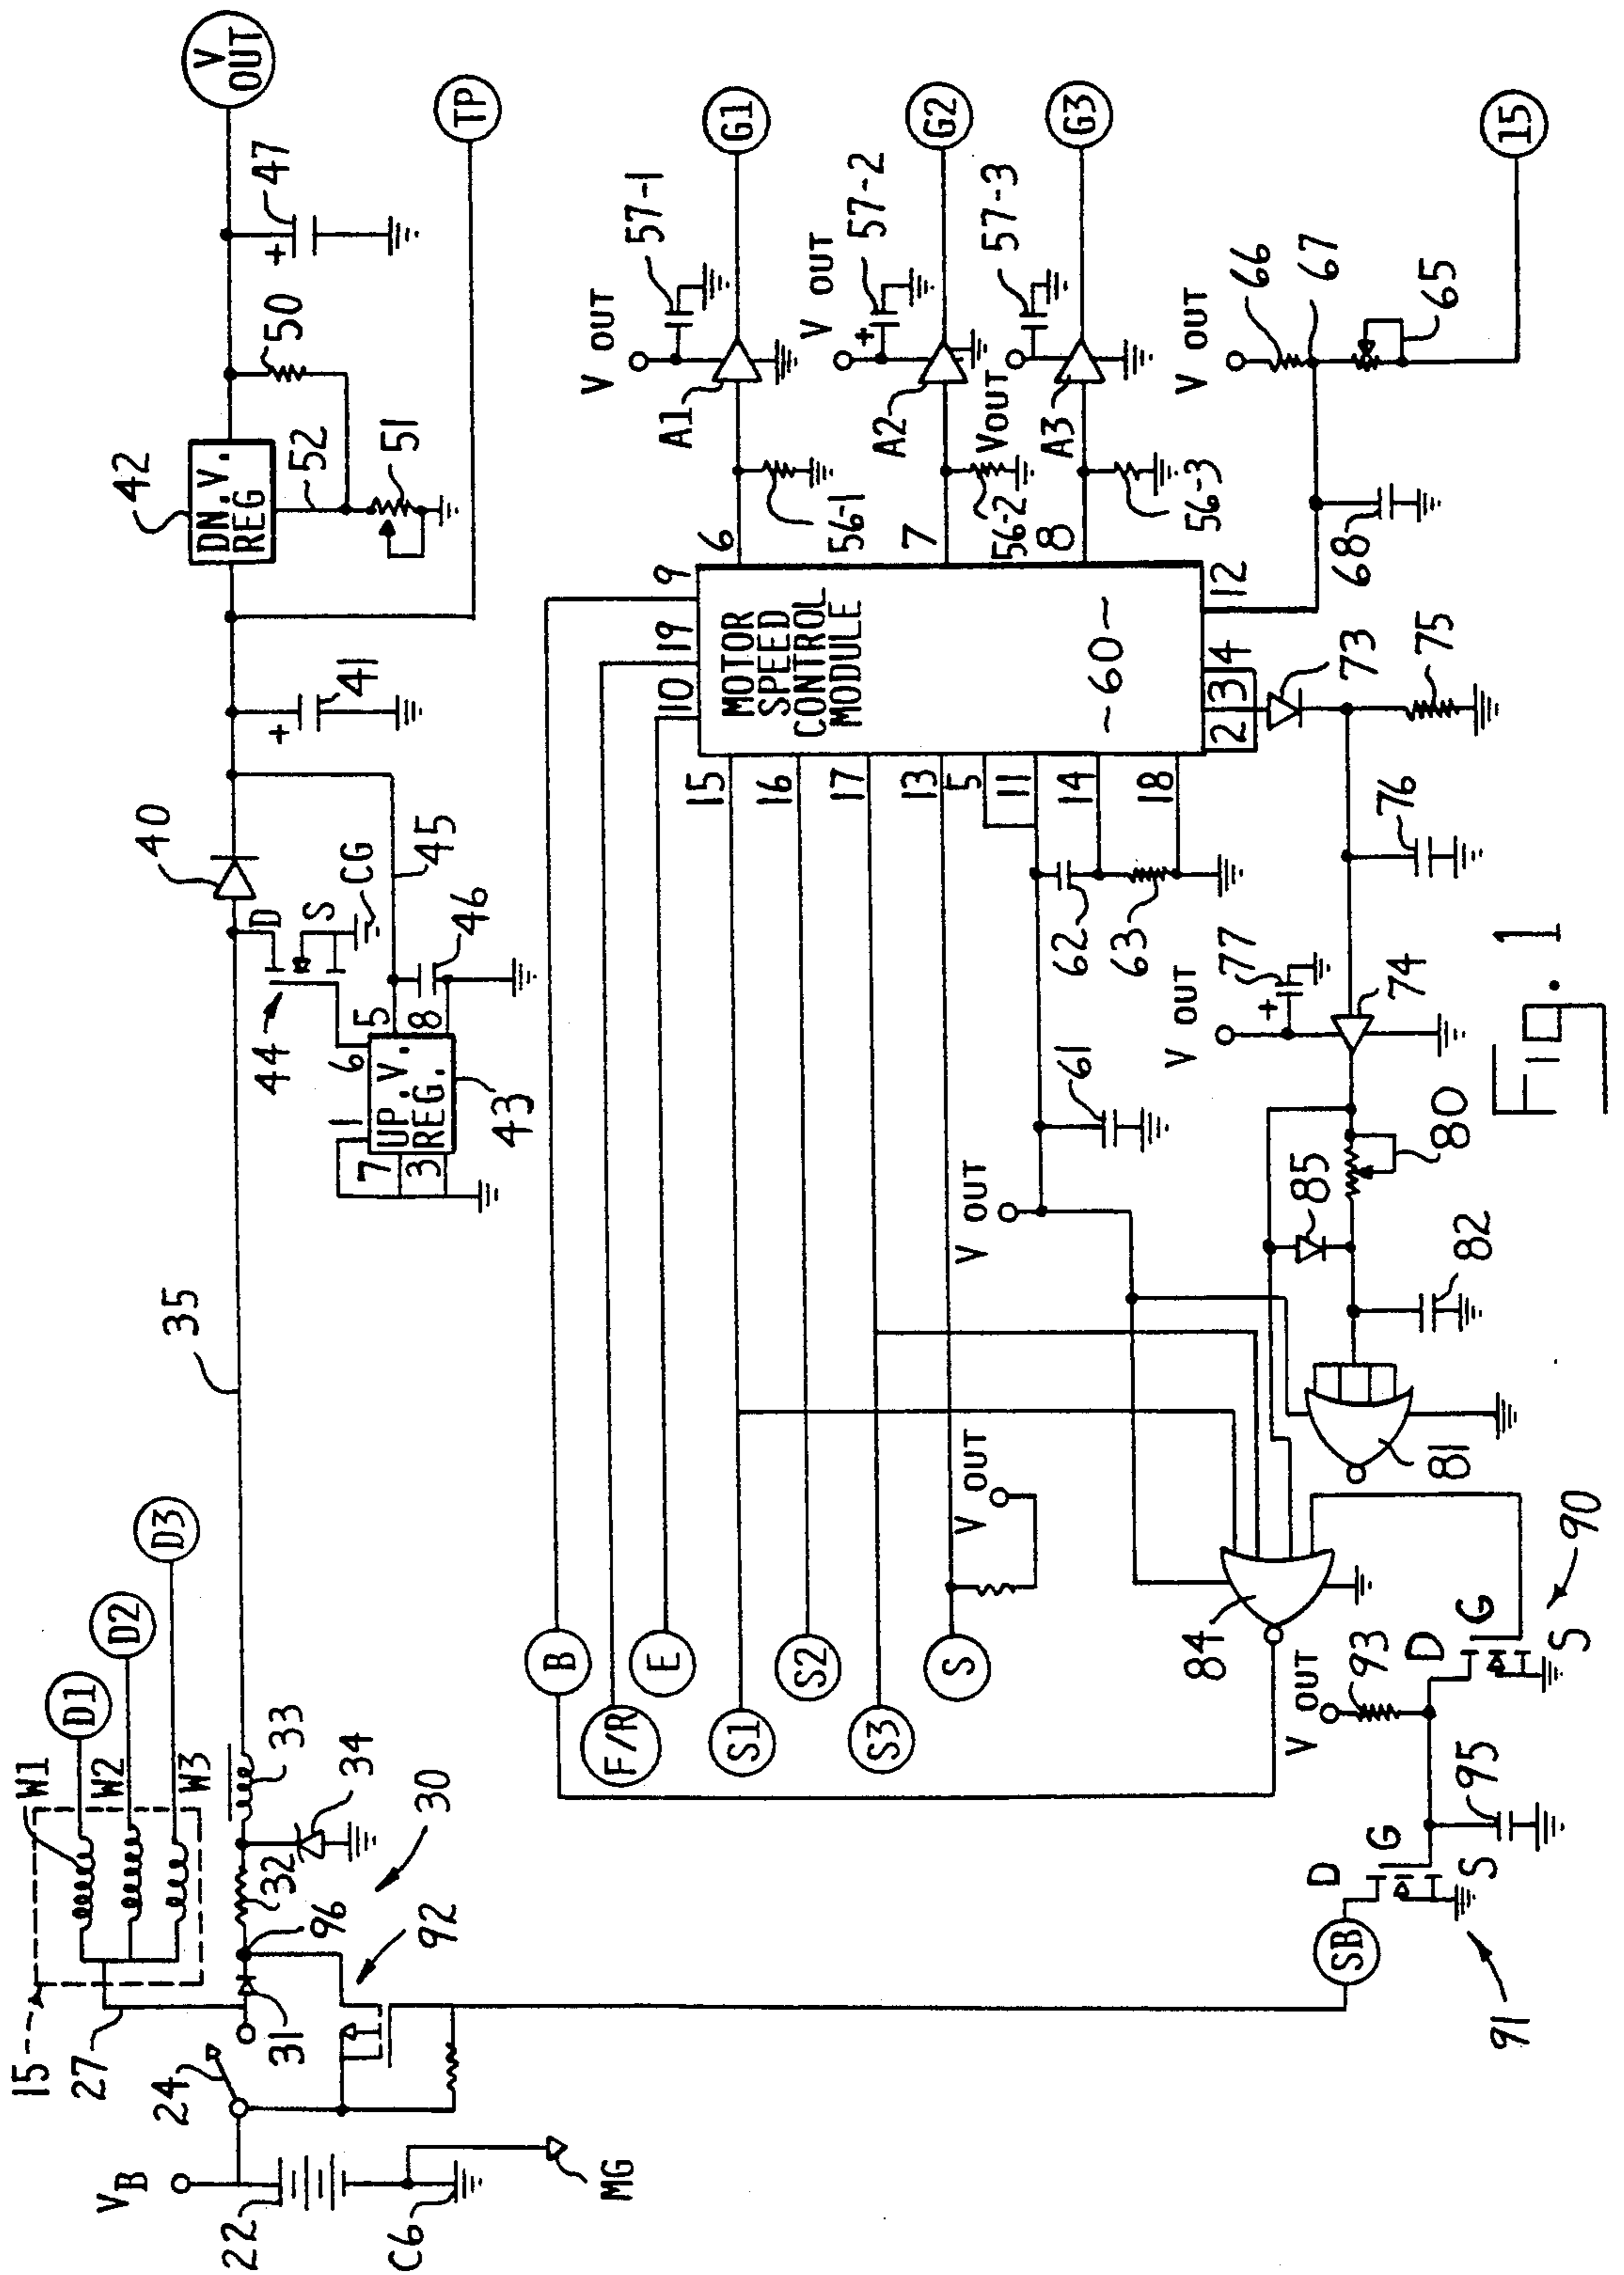 15
W1
D1
W2
D2
W3
D3
27
24
31
96
32
33
34
35
V B
22
C6
MG
30
92
40
D
S
CG
44
45
46
5
6
8
1
7
3
UP.V.
REG.
43
41
+
42
DN.V.
REG
52
51
50
47
+
V
OUT
TP
B
F/R
E
S1
S2
S3
S
9
19
10
15
16
17
13
5
11
14
18
MOTOR
SPEED
CONTROL
MODULE
~60~
6
7
8
12
2
3
4
56-1
56-2
56-3
A1
A2
A3
V OUT
57-1
V OUT
+
57-2
VOUT
57-3
G1
G2
G3
V OUT
66
67
65
15
68
73
75
76
62
63
61
V OUT
V OUT
77
+
74
80
85
82
81
V OUT
84
V OUT
93
D
G
S
90
95
D
G
S
91
SB
Fig. 1